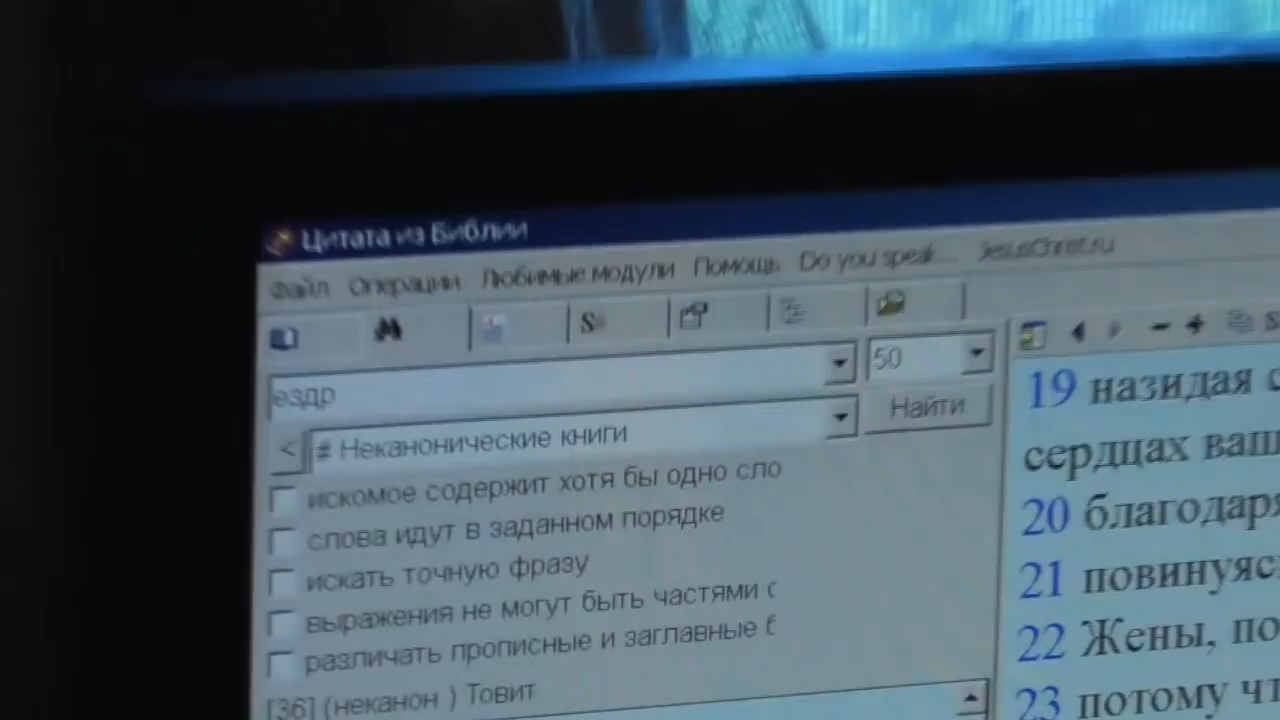 Цитата из Библии
Файл Операции Любимые модули Помощь Do you speak... JesusChrist.ru
S
ездр 50
< # Неканонические книги Найти
искомое содержит хотя бы одно сло
слова идут в заданном порядке
искать точную фразу
выражения не могут быть частями с
различать прописные и заглавные б
[36] (неканон ) Товит
19 назидая с
сердцах ваш
20 благодаря
21 повинуяс
22 Жены, по
23 потому чт